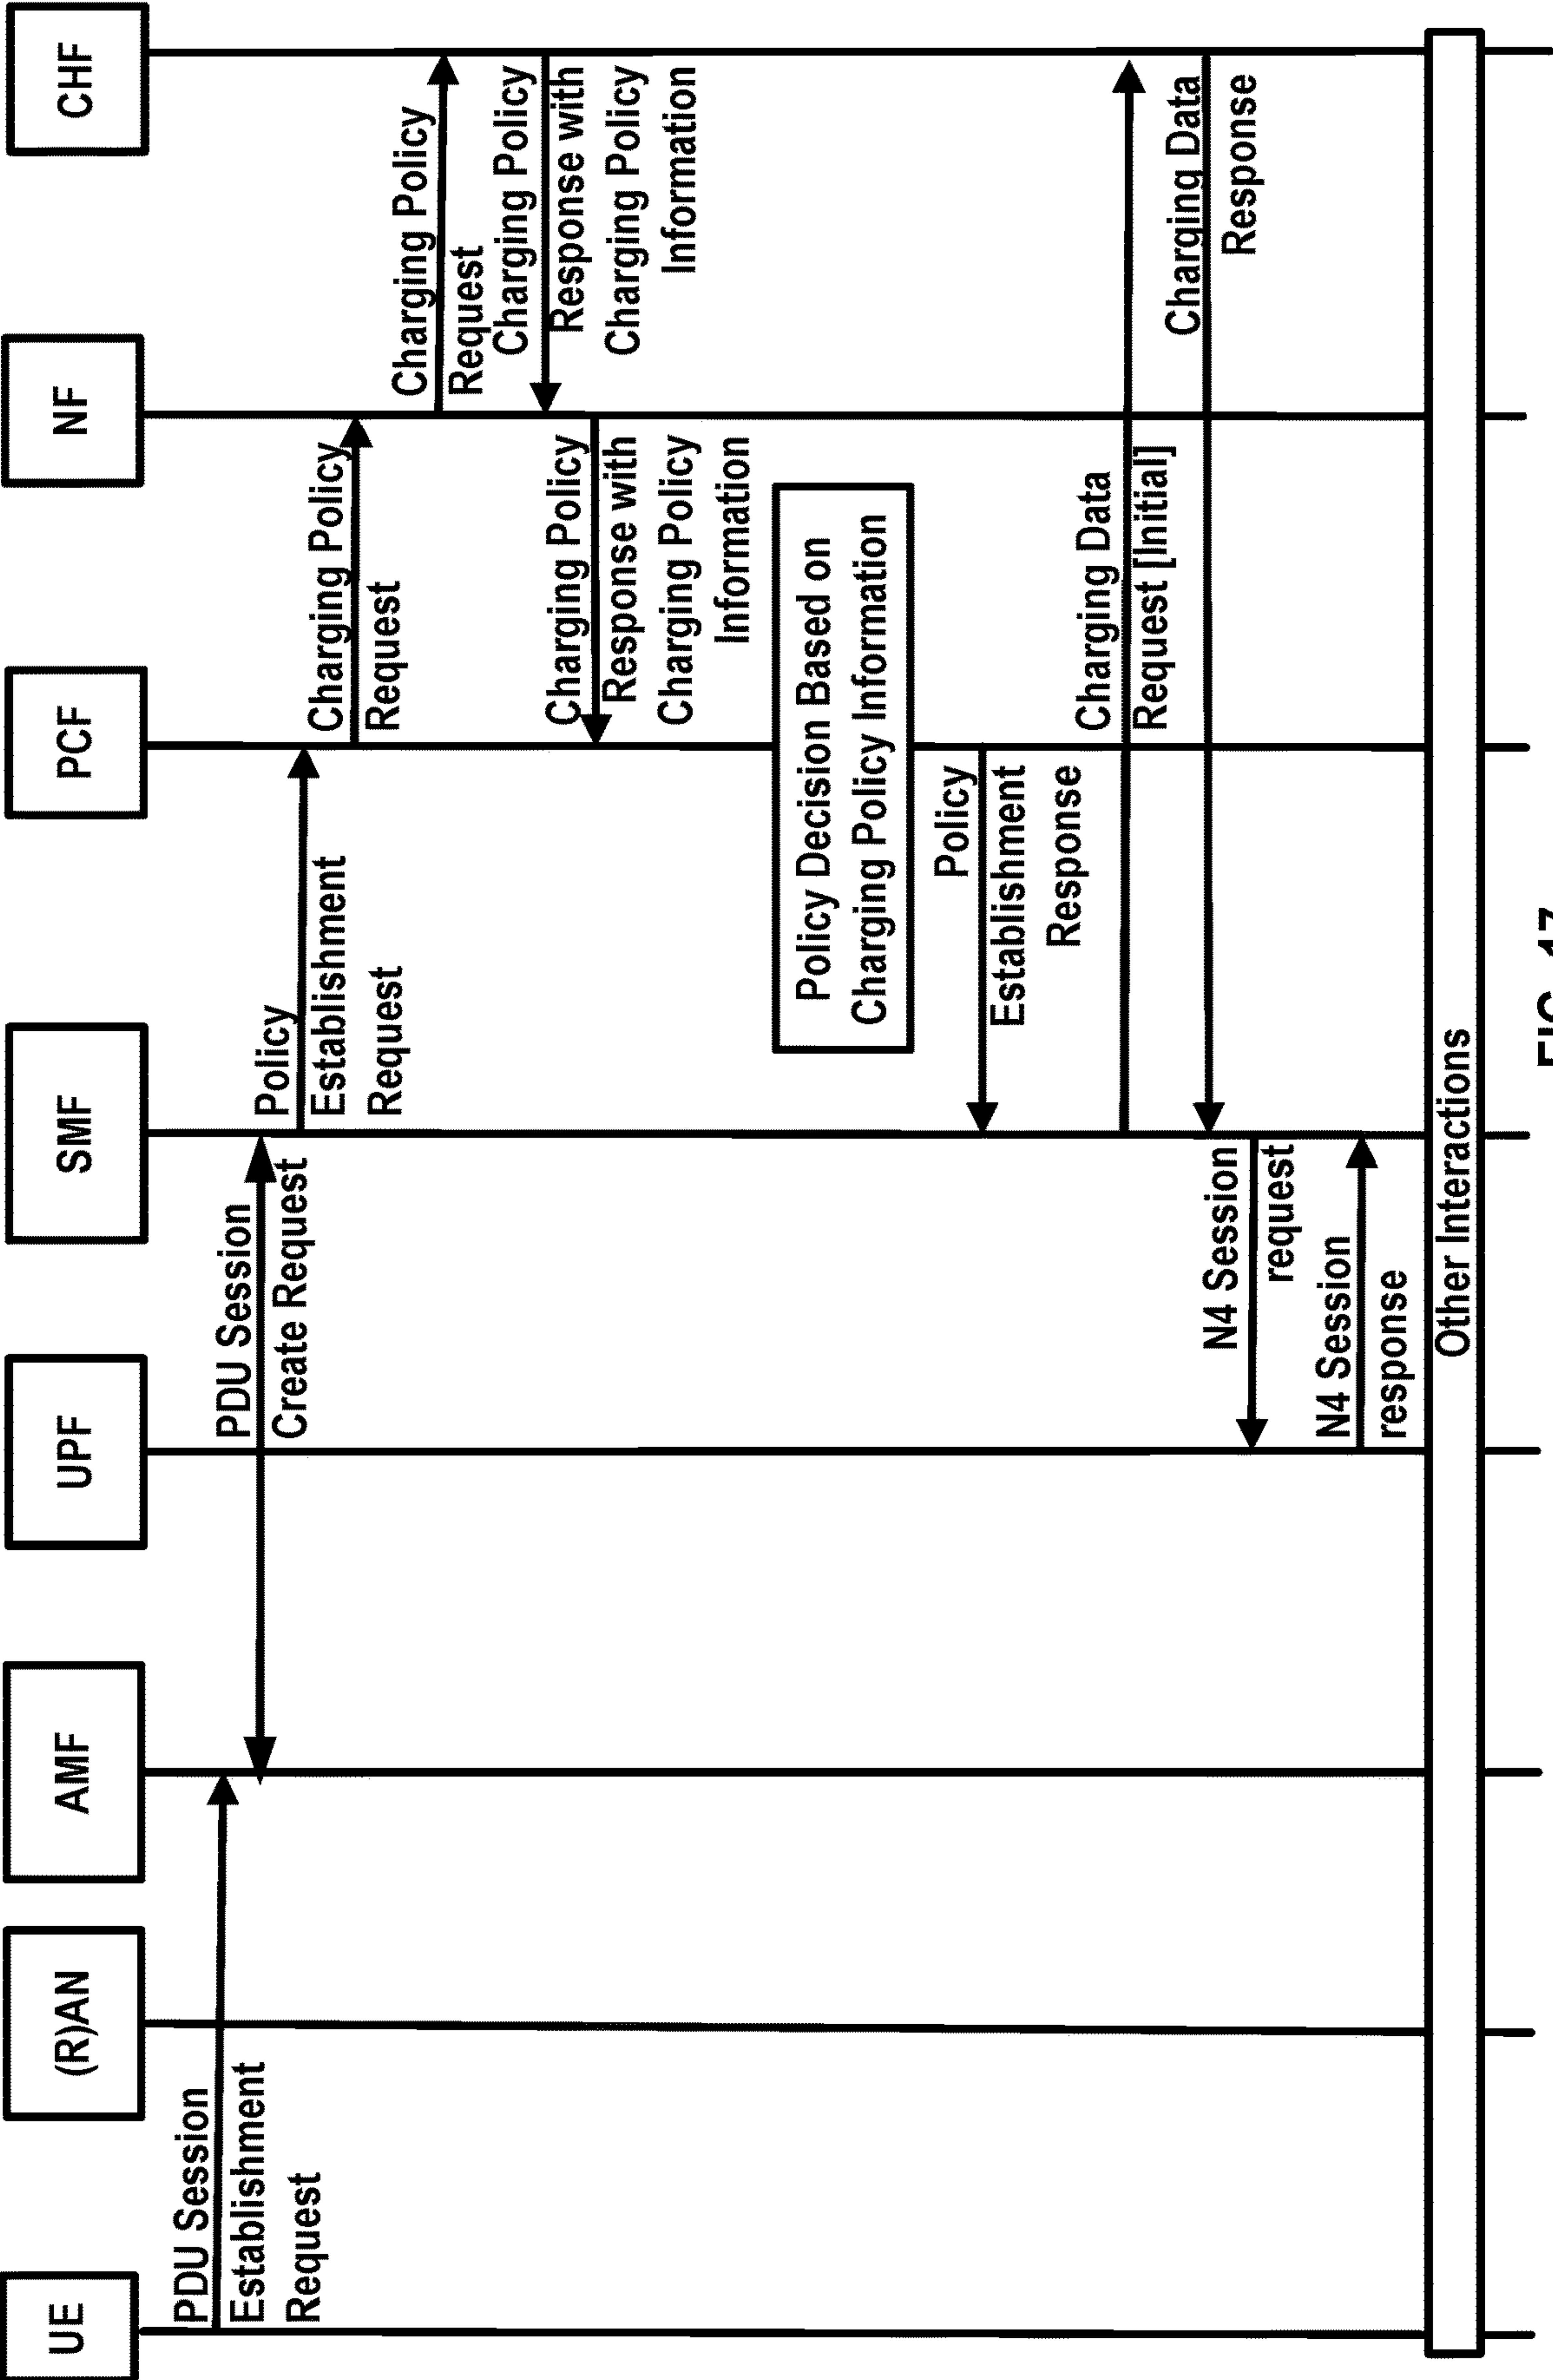 UE
(R)AN
AMF
UPF
SMF
PCF
NF
CHF
PDU Session
Establishment
Request
PDU Session
Create Request
Policy
Establishment
Request
Charging Policy
Request
Charging Policy
Request
Charging Policy
Response with
Charging Policy
Information
Charging Policy
Response with
Charging Policy
Information
Policy Decision Based on
Charging Policy Information
Policy
Establishment
Response
Charging Data
Request [Initial]
Charging Data
Response
N4 Session
request
N4 Session
response
Other Interactions
FIG. 17